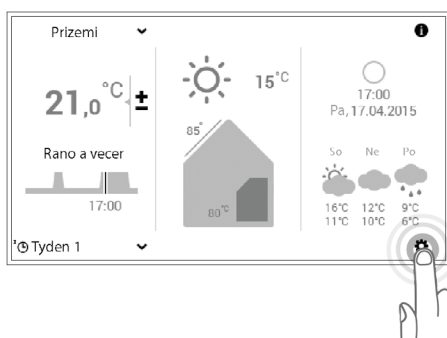 Prizemi
21,0 °C ±
Rano a vecer
17:00
Tyden 1
15°C
85°
80 °C
17:00
Pa, 17.04.2015
So Ne Po
16°C 12°C 9°C
11°C 10°C 6°C